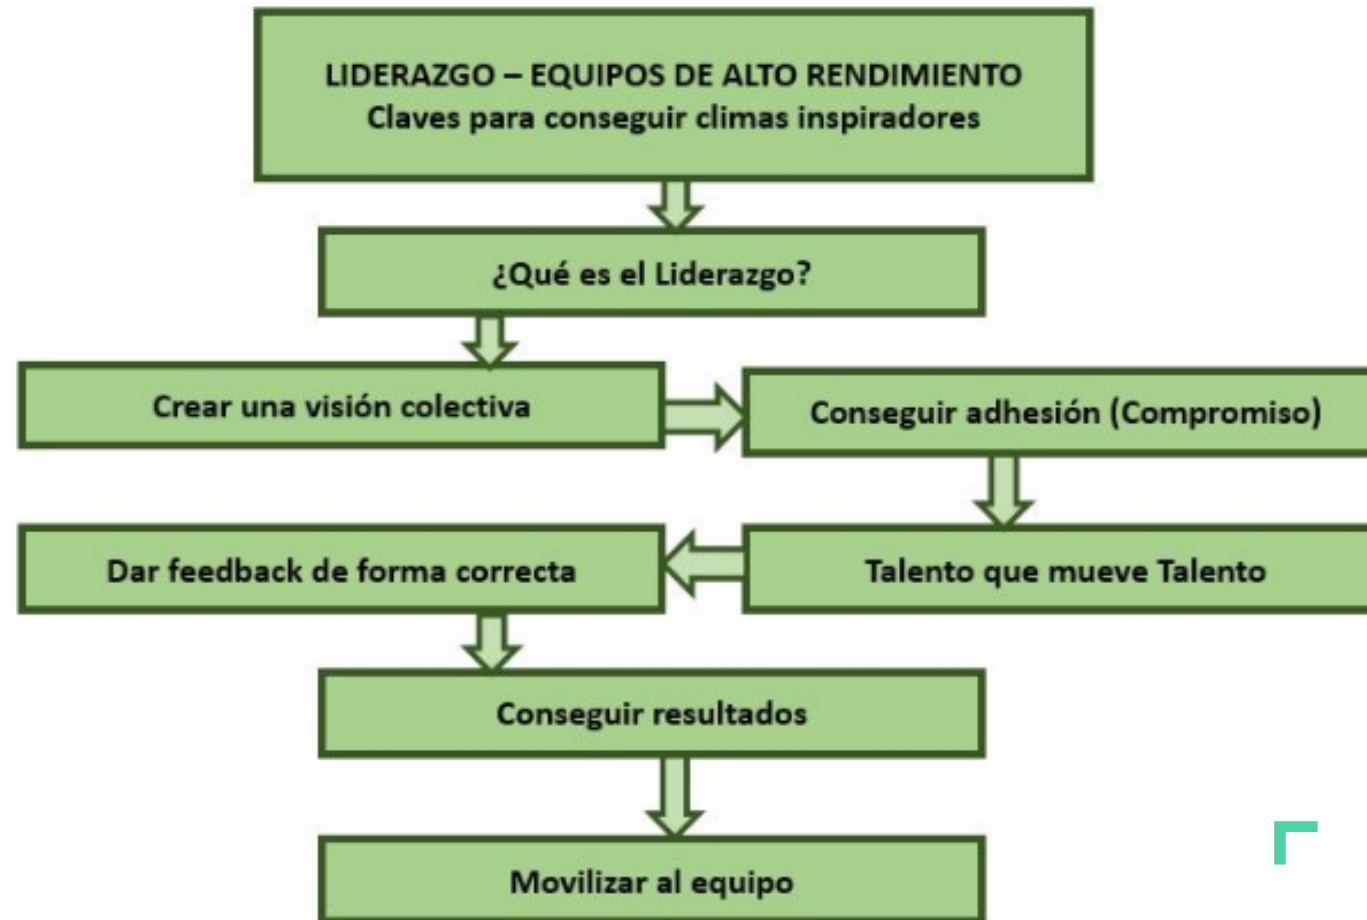 LIDERAZGO – EQUIPOS DE ALTO RENDIMIENTO
Claves para conseguir climas inspiradores
¿Qué es el Liderazgo?
Crear una visión colectiva
Conseguir adhesión (Compromiso)
Talento que mueve Talento
Dar feedback de forma correcta
Conseguir resultados
Movilizar al equipo